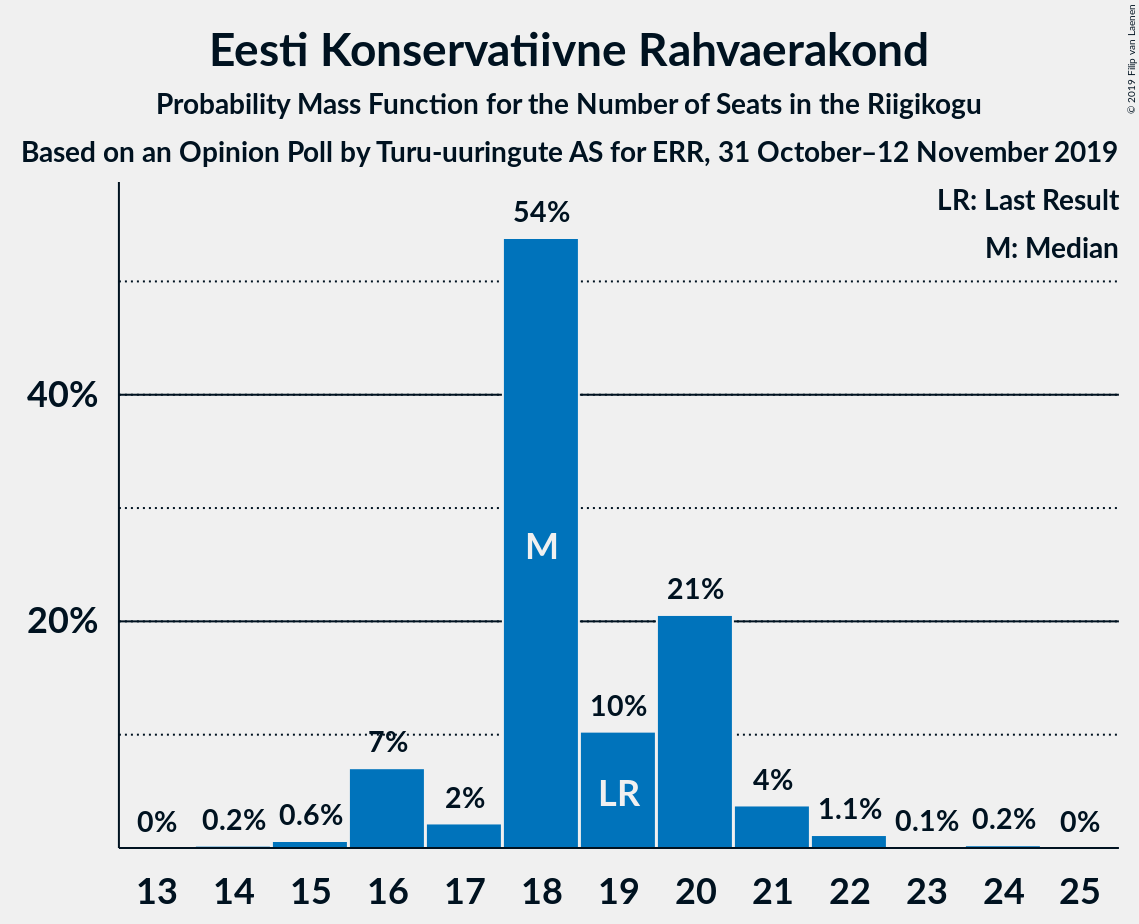 Eesti Konservatiivne Rahvaerakond
Probability Mass Function for the Number of Seats in the Riigikogu
Based on an Opinion Poll by Turu-uuringute AS for ERR, 31 October–12 November 2019
© 2019 Filip van Laenen
LR: Last Result
M: Median
40%
20%
0%
0.2%
0.6%
7%
2%
54%
M
10%
LR
21%
4%
1.1%
0.1%
0.2%
0%
13 14 15 16 17 18 19 20 21 22 23 24 25